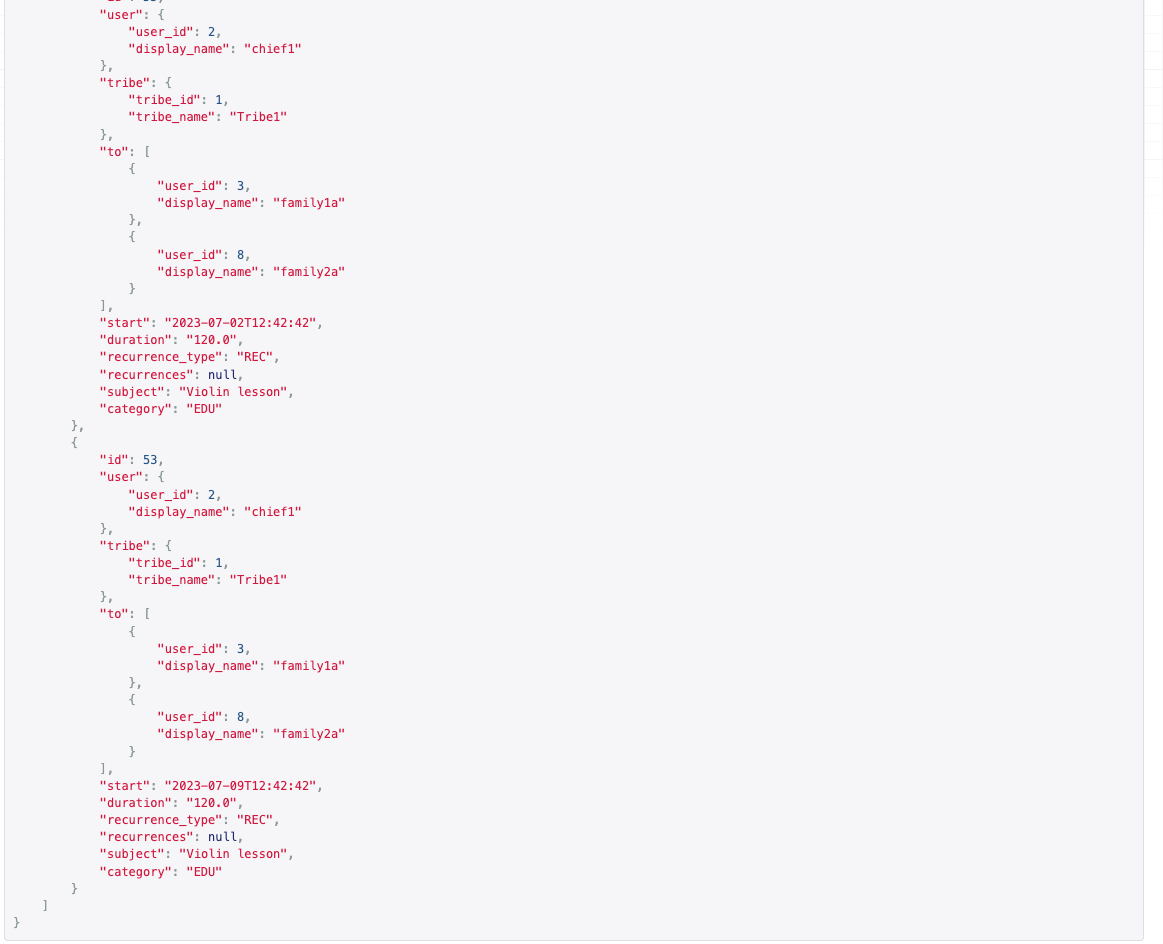 "user": {
            "user_id": 2,
            "display_name": "chief1"
        },
        "tribe": {
            "tribe_id": 1,
            "tribe_name": "Tribe1"
        },
        "to": [
            {
                "user_id": 3,
                "display_name": "family1a"
            },
            {
                "user_id": 8,
                "display_name": "family2a"
            }
        ],
        "start": "2023-07-02T12:42:42",
        "duration": "120.0",
        "recurrence_type": "REC",
        "recurrences": null,
        "subject": "Violin lesson",
        "category": "EDU"
    },
    {
        "id": 53,
        "user": {
            "user_id": 2,
            "display_name": "chief1"
        },
        "tribe": {
            "tribe_id": 1,
            "tribe_name": "Tribe1"
        },
        "to": [
            {
                "user_id": 3,
                "display_name": "family1a"
            },
            {
                "user_id": 8,
                "display_name": "family2a"
            }
        ],
        "start": "2023-07-09T12:42:42",
        "duration": "120.0",
        "recurrence_type": "REC",
        "recurrences": null,
        "subject": "Violin lesson",
        "category": "EDU"
    }
  ]
}